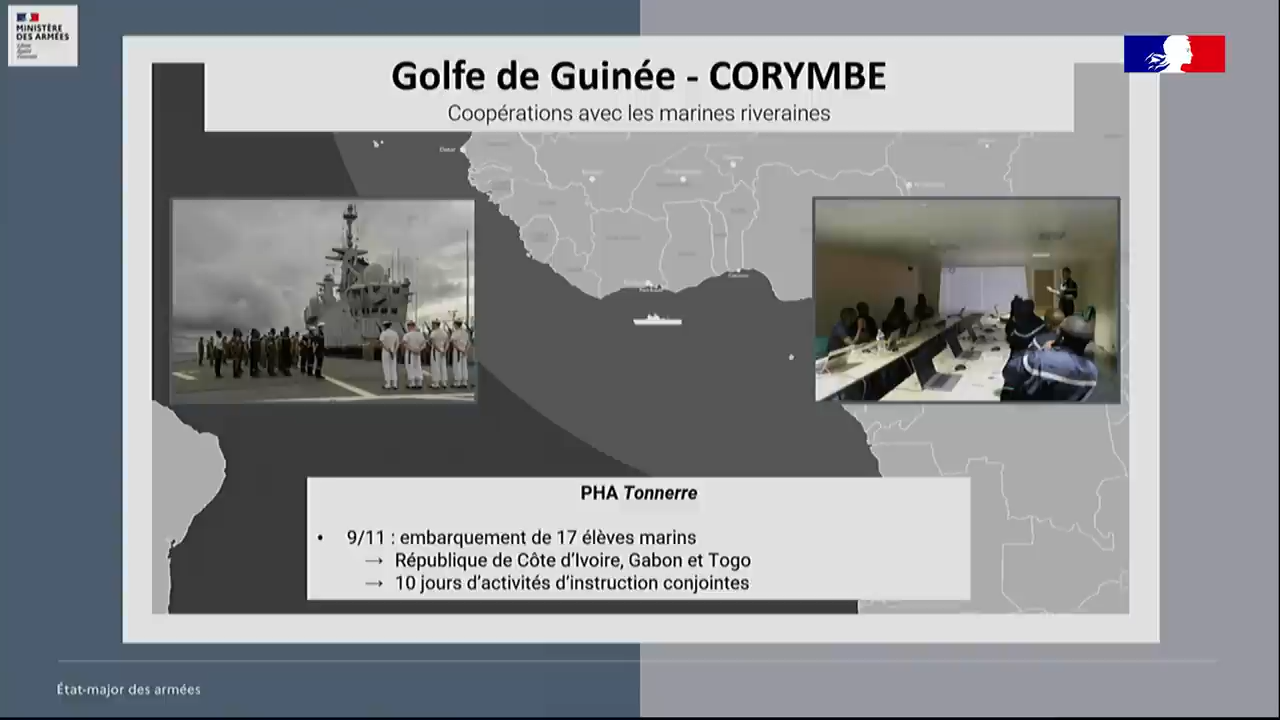 MINISTÈRE
DES ARMÉES
Golfe de Guinée - CORYMBE
Coopérations avec les marines riveraines
Dakar
PHA Tonnerre
• 9/11 : embarquement de 17 élèves marins
→ République de Côte d’Ivoire, Gabon et Togo
→ 10 jours d’activités d’instruction conjointes
État-major des armées